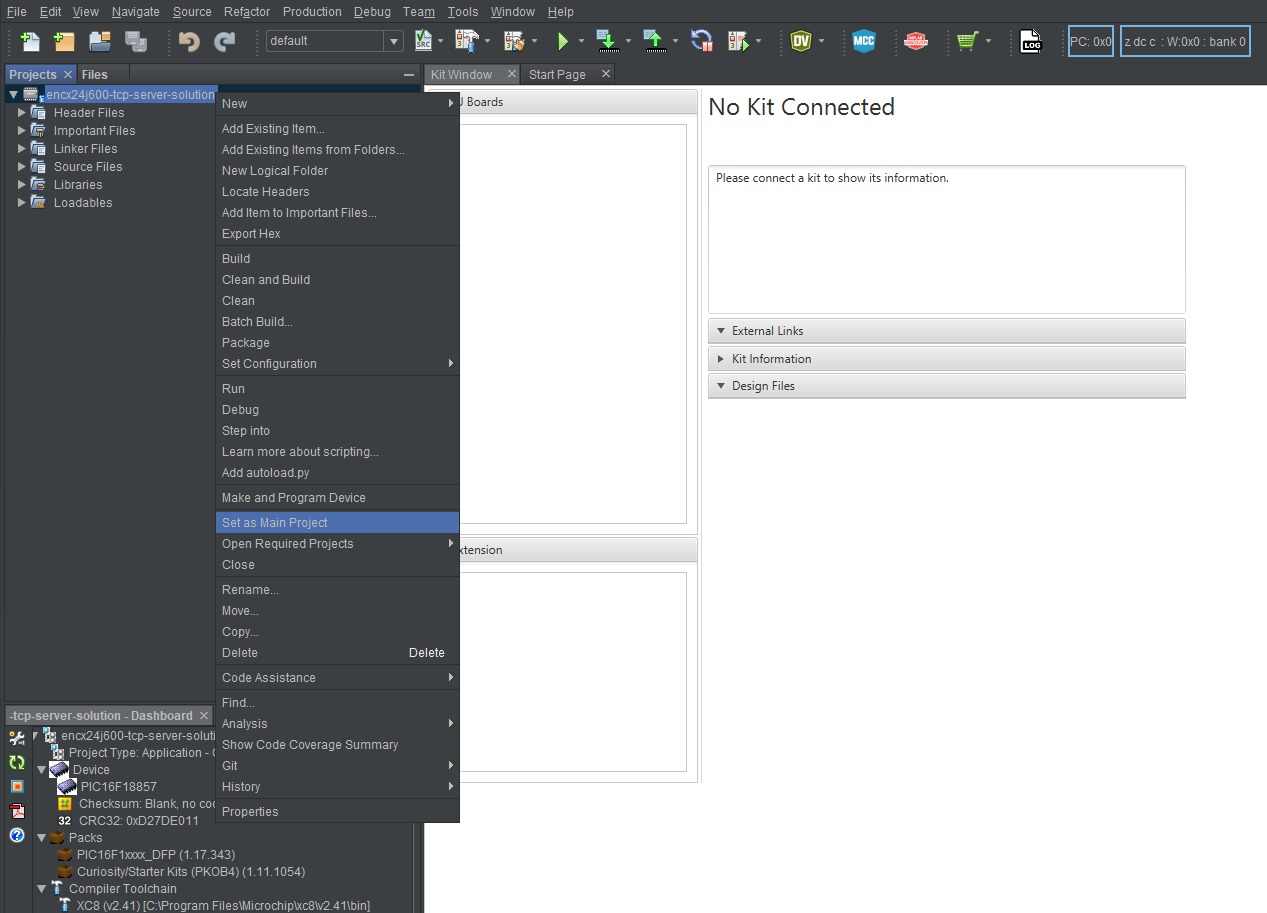 File Edit View Navigate Source Refactor Production Debug Team Tools Window Help
default
SRC
DV
MCC
LOG
PC: 0x0
z dc c : W:0x0 : bank 0
Projects
Files
Kit Window
Start Page
encx24j600-tcp-server-solution
Header Files
Important Files
Linker Files
Source Files
Libraries
Loadables
New
Add Existing Item...
Add Existing Items from Folders...
New Logical Folder
Locate Headers
Add Item to Important Files...
Export Hex
Build
Clean and Build
Clean
Batch Build...
Package
Set Configuration
Run
Debug
Step into
Learn more about scripting...
Add autoload.py
Make and Program Device
Set as Main Project
Open Required Projects
Close
Rename...
Move...
Copy...
Delete Delete
Code Assistance
Find...
Analysis
Show Code Coverage Summary
Git
History
Properties
Boards
xtension
No Kit Connected
Please connect a kit to show its information.
External Links
Kit Information
Design Files
-tcp-server-solution - Dashboard
encx24j600-tcp-server-soluti
Project Type: Application -
Device
PIC16F18857
Checksum: Blank, no co
32 CRC32: 0xD27DE011
Packs
PIC16F1xxxx_DFP (1.17.343)
Curiosity/Starter Kits (PKOB4) (1.11.1054)
Compiler Toolchain
XC8 (v2.41) [C:\Program Files\Microchip\xc8\v2.41\bin]